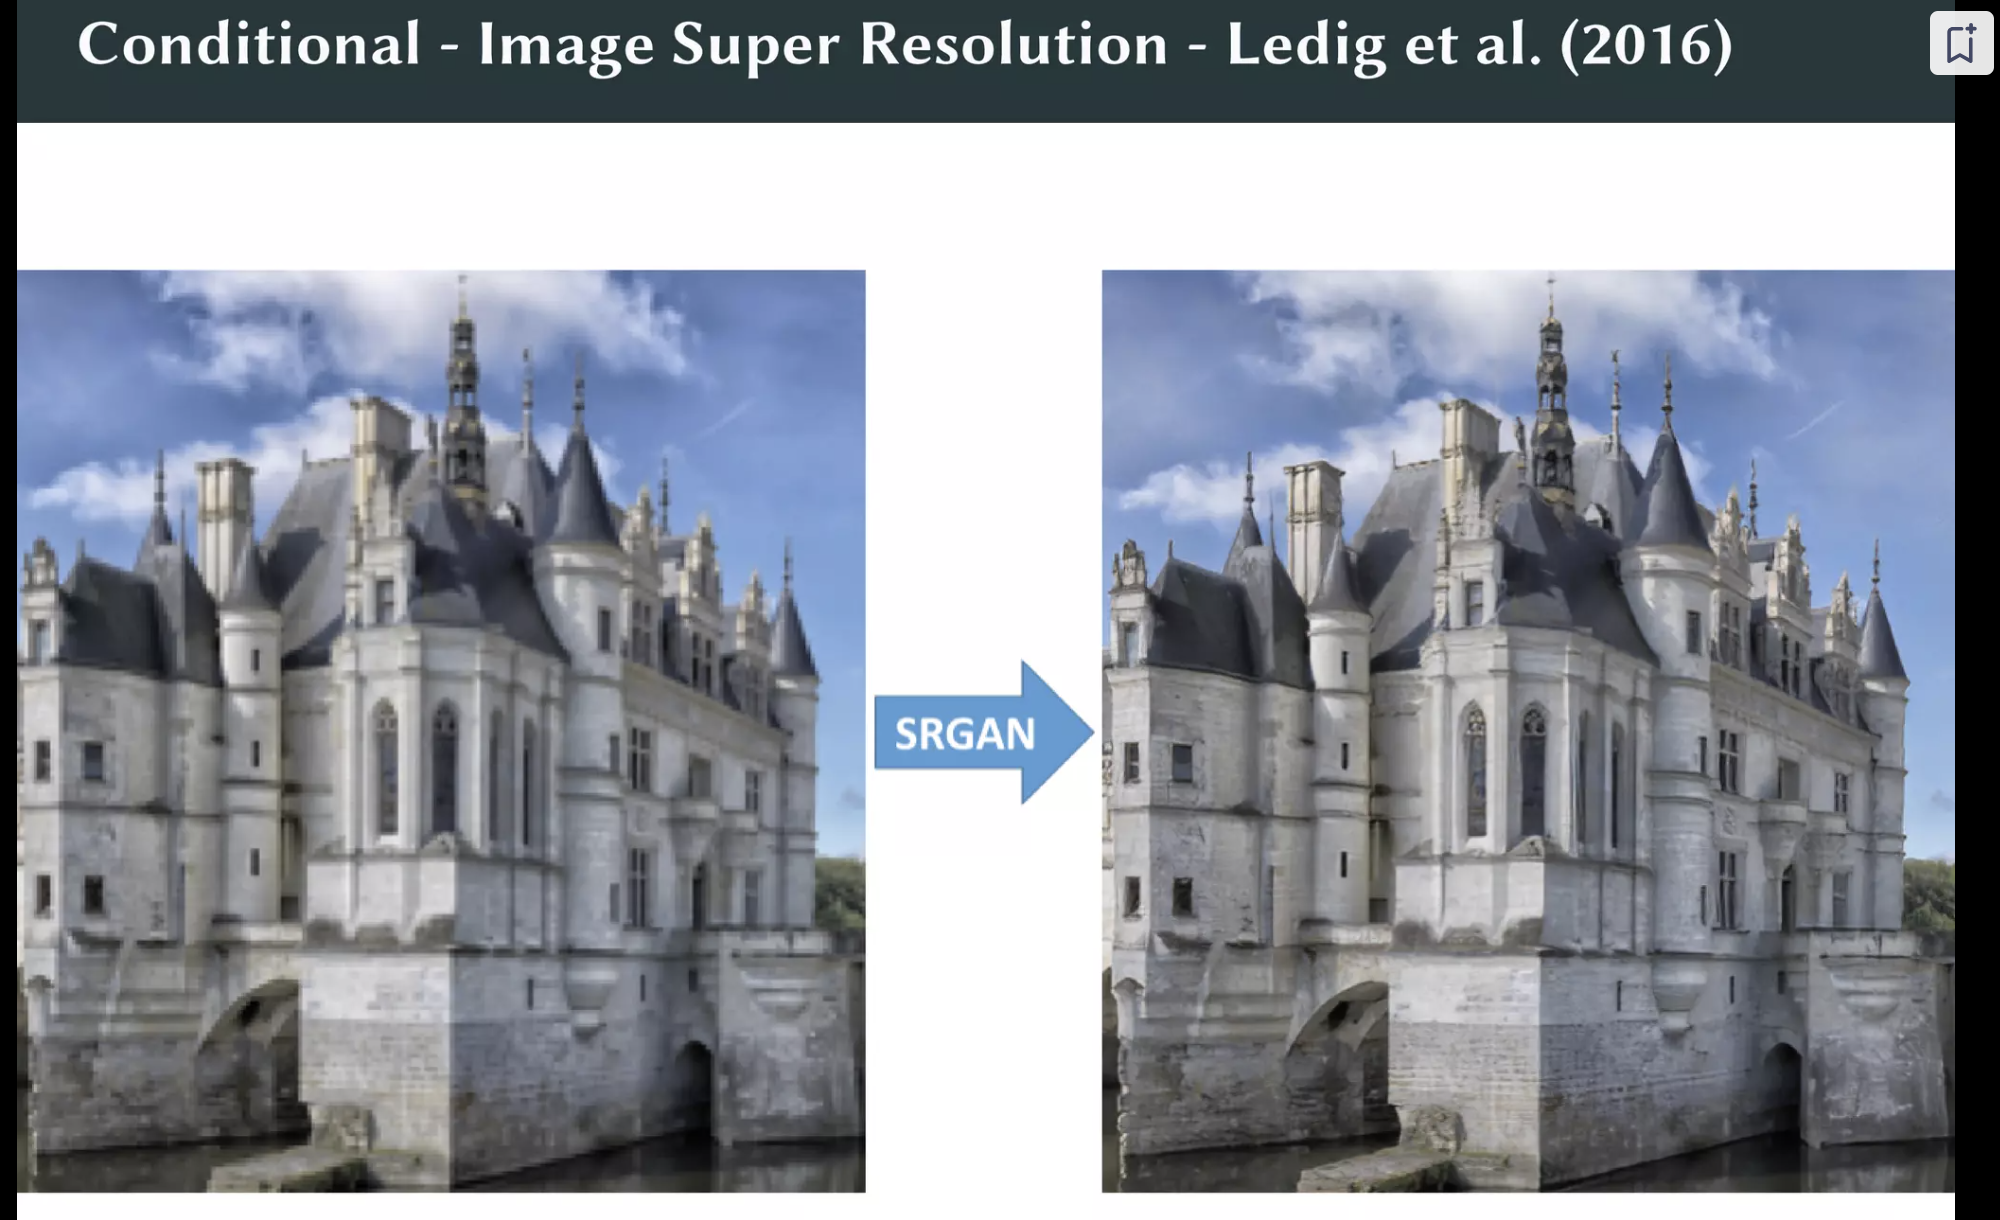 Conditional - Image Super Resolution - Ledig et al. (2016)
SRGAN